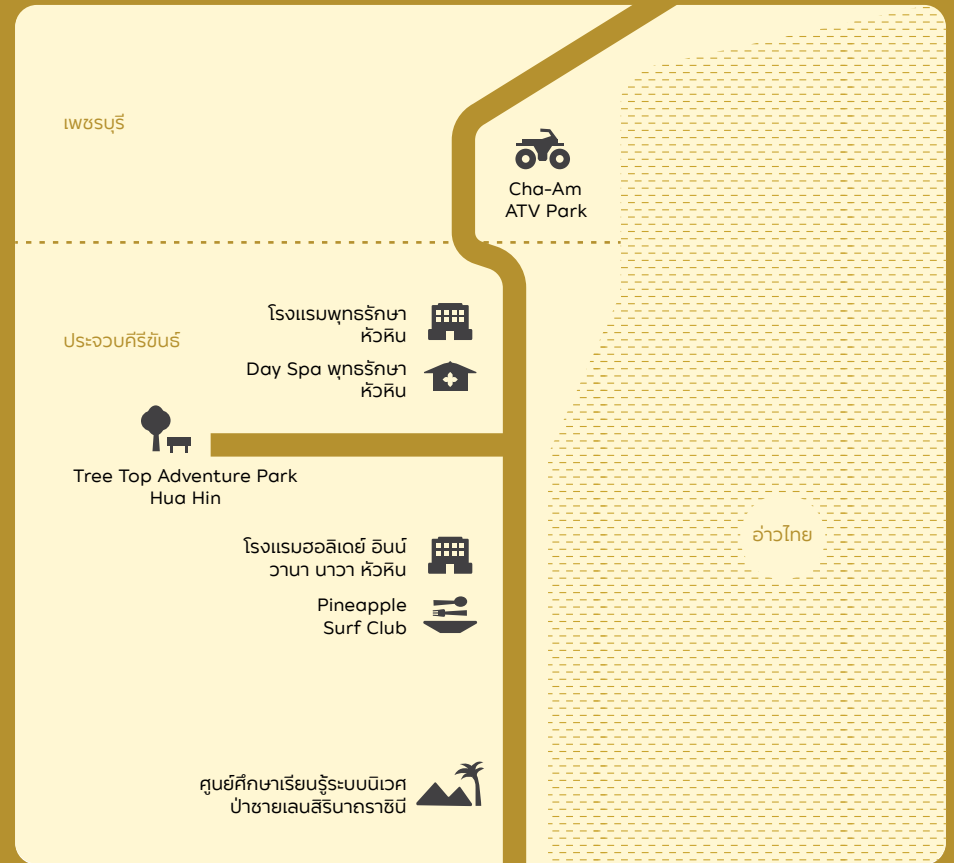 เพชรบุรี
Cha-Am
ATV Park
ประจวบคีรีขันธ์
โรงแรมพุทธรักษา
หัวหิน
Day Spa พุทธรักษา
หัวหิน
Tree Top Adventure Park
Hua Hin
อ่าวไทย
โรงแรมฮอลิเดย์ อินน์
วานา นาวา หัวหิน
Pineapple
Surf Club
ศูนย์ศึกษาเรียนรู้ระบบนิเวศ
ป่าชายเลนสิรินาถราชินี